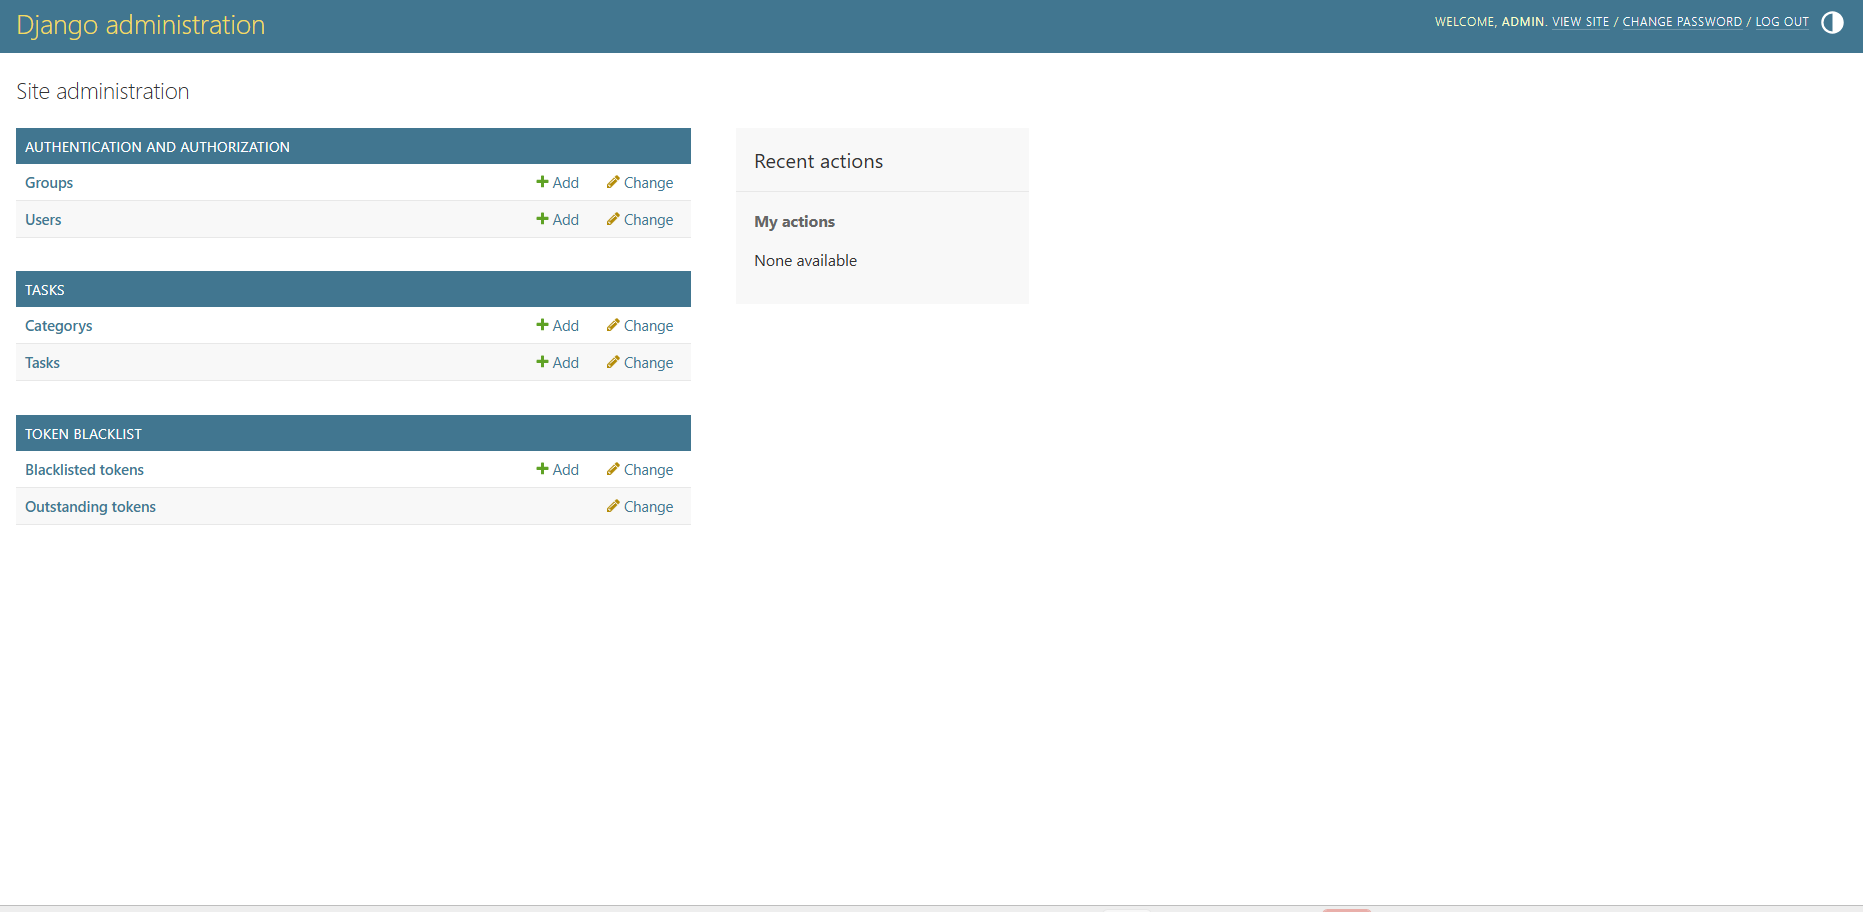 Django administration
WELCOME, ADMIN. VIEW SITE / CHANGE PASSWORD / LOG OUT
Site administration
AUTHENTICATION AND AUTHORIZATION
Groups Add Change
Users Add Change
TASKS
Categorys Add Change
Tasks Add Change
TOKEN BLACKLIST
Blacklisted tokens Add Change
Outstanding tokens Change
Recent actions
My actions
None available